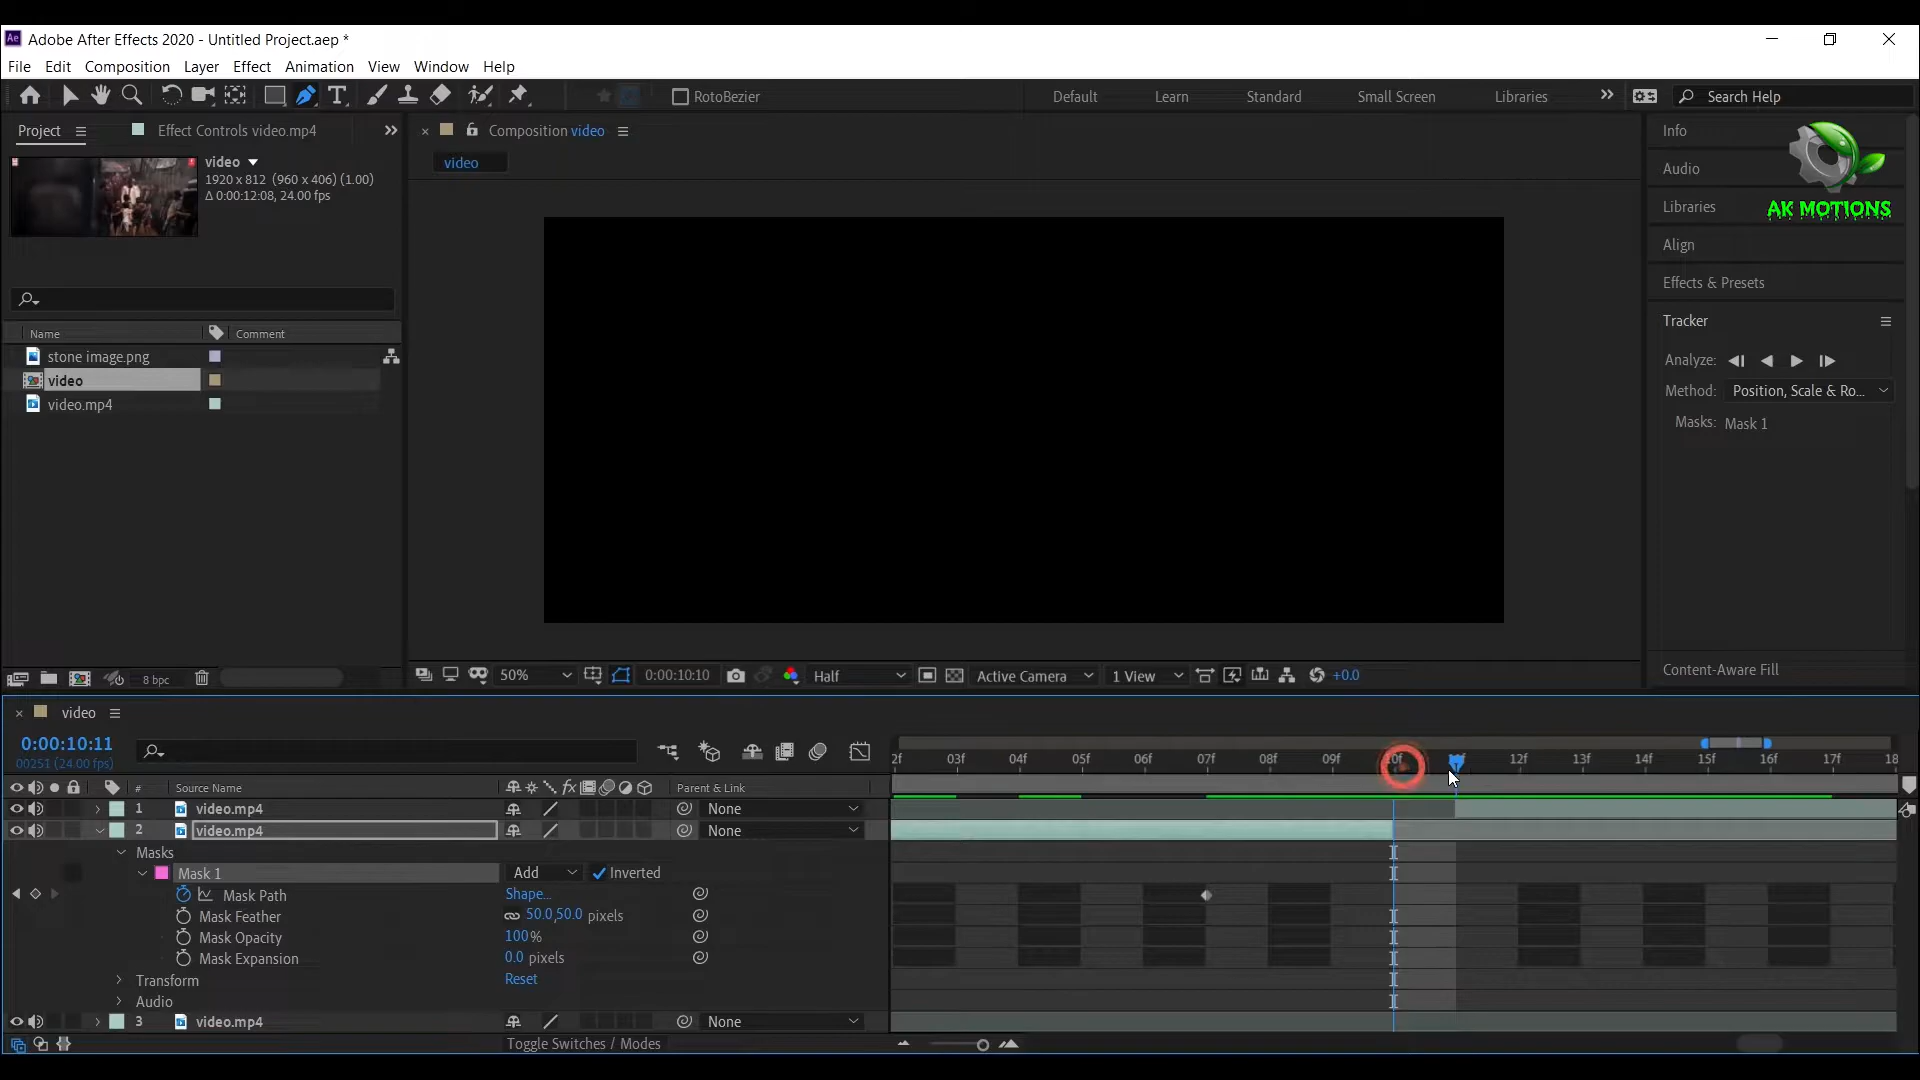 Ae Adobe After Effects 2020 - Untitled Project.aep *
File Edit Composition Layer Effect Animation View Window Help
RotoBezier Default Learn Standard Small Screen Libraries Search Help
Project Effect Controls video.mp4 Composition video Info
video
1920 x 812 (960 x 406) (1.00)
Δ 0:00:12:08, 24.00 fps
video
Audio
Libraries
AK MOTIONS
Align
Effects & Presets
Tracker
Name Comment
stone image.png
video
video.mp4
Analyze:
Method: Position, Scale & Ro...
Masks: Mask 1
Content-Aware Fill
8 bpc 50% 0:00:10:10 Half Active Camera 1 View +0.0
video
0:00:10:11
00251 (24.00 fps)
2f 03f 04f 05f 06f 07f 08f 09f 10f 12f 13f 14f 15f 16f 17f 18
# Source Name Parent & Link
1 video.mp4 None
2 video.mp4 None
Masks
Mask 1 Add Inverted
Mask Path Shape...
Mask Feather 50.0,50.0 pixels
Mask Opacity 100%
Mask Expansion 0.0 pixels
Transform Reset
Audio
3 video.mp4 None
Toggle Switches / Modes